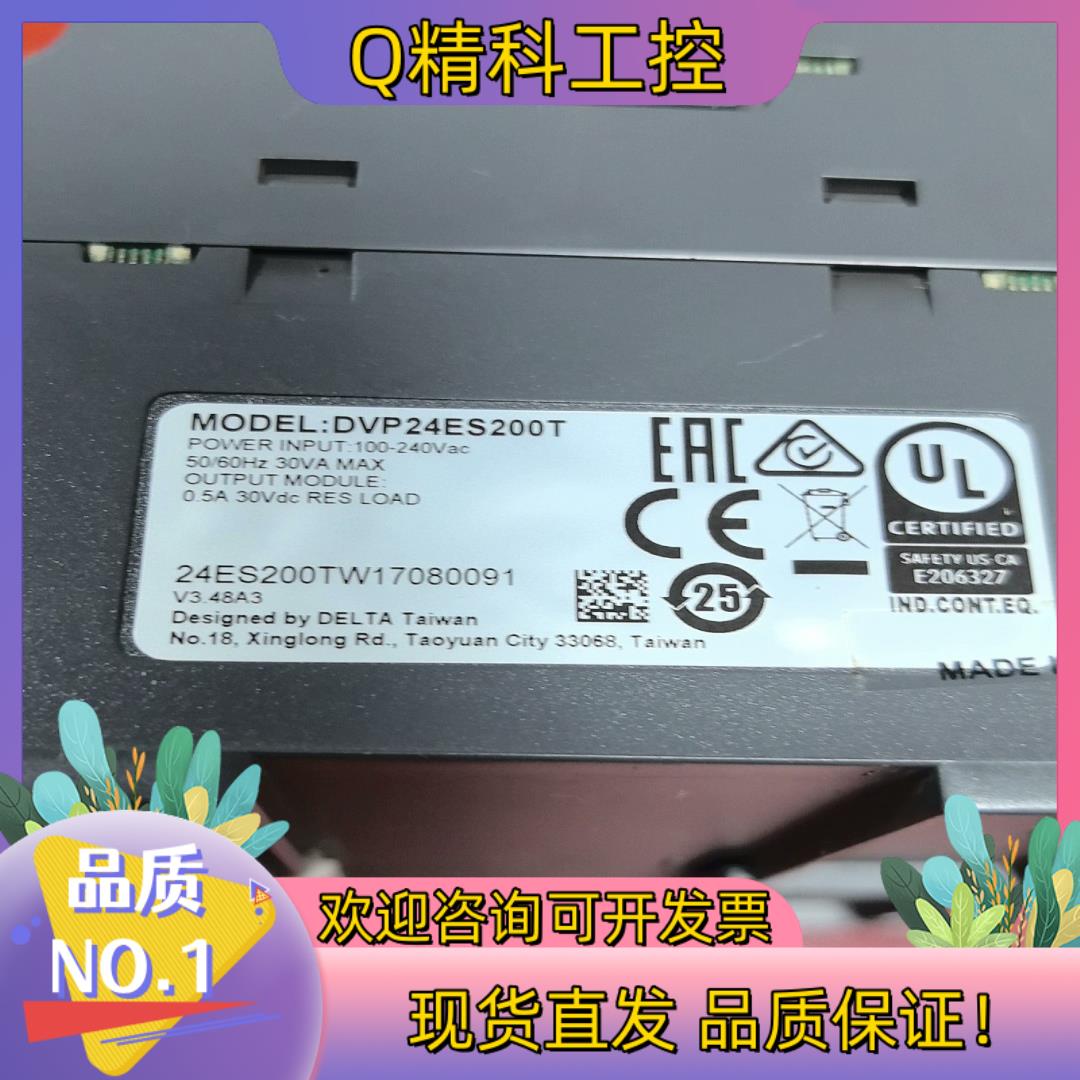 Q精科工控
MODEL:DVP24ES200T
POWER INPUT:100-240Vac
50/60Hz 30VA MAX
OUTPUT MODULE:
0.5A 30Vdc RES LOAD
24ES200TW17080091
V3.48A3
Designed by DELTA Taiwan
No.18, Xinglong Rd., Taoyuan City 33068, Taiwan
EAC
CE
25
UL
CERTIFIED
SAFETY US-CA
E206327
IND.CONT.EQ.
MADE
品质
NO.1
欢迎咨询可开发票
现货直发 品质保证!